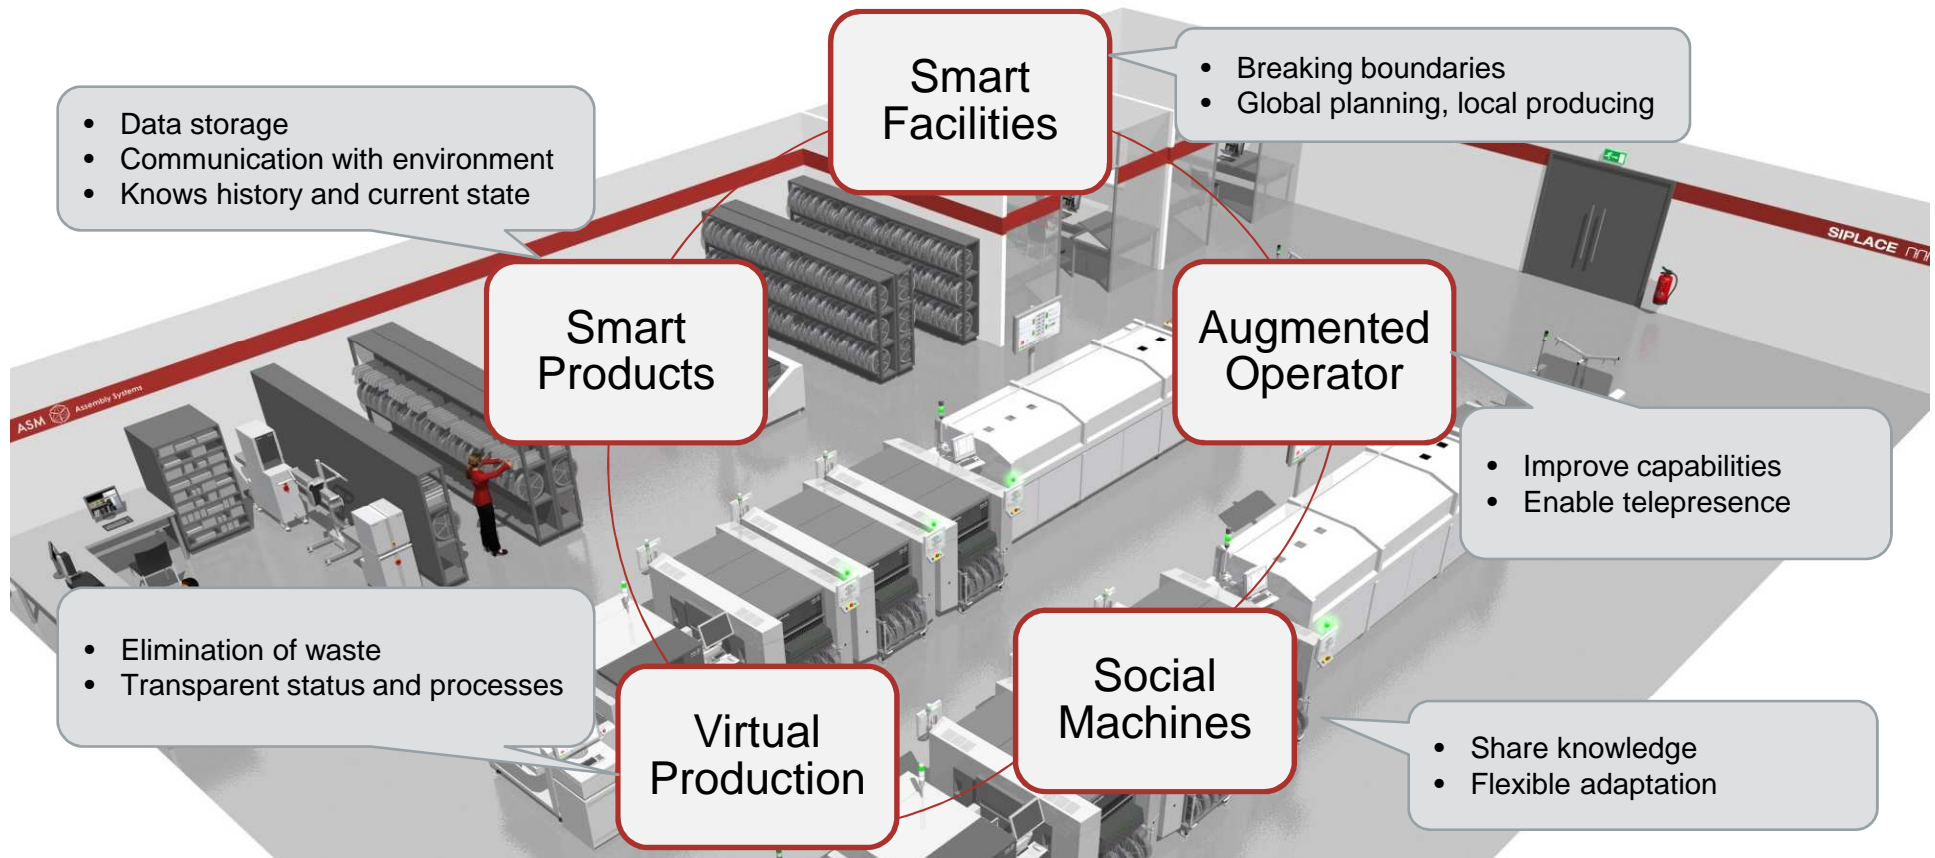 Smart
Facilities
• Breaking boundaries
• Global planning, local producing
• Data storage
• Communication with environment
• Knows history and current state
SIPLACE
Smart
Products
Augmented
Operator
ASM Assembly Systems
• Improve capabilities
• Enable telepresence
• Elimination of waste
• Transparent status and processes
Social
Machines
Virtual
Production
• Share knowledge
• Flexible adaptation